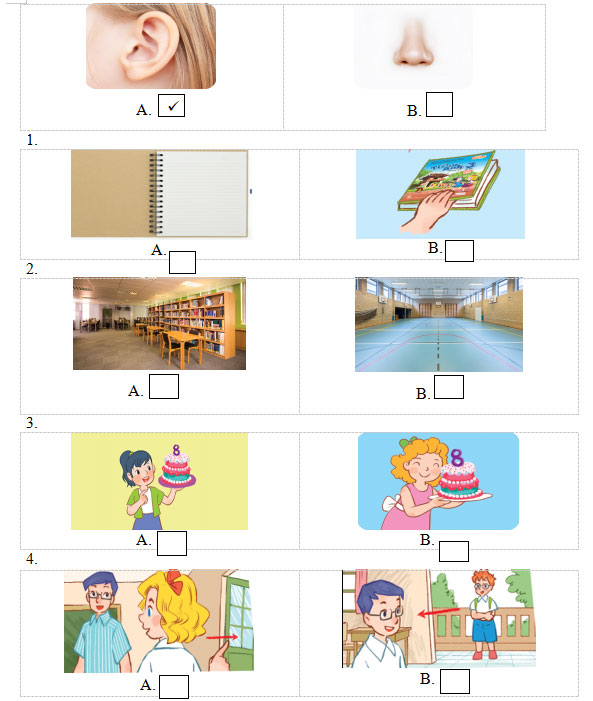 A. ✓ B.
1.
A. B.
2.
A. B.
3.
8 8
A. B.
4.
A. B.